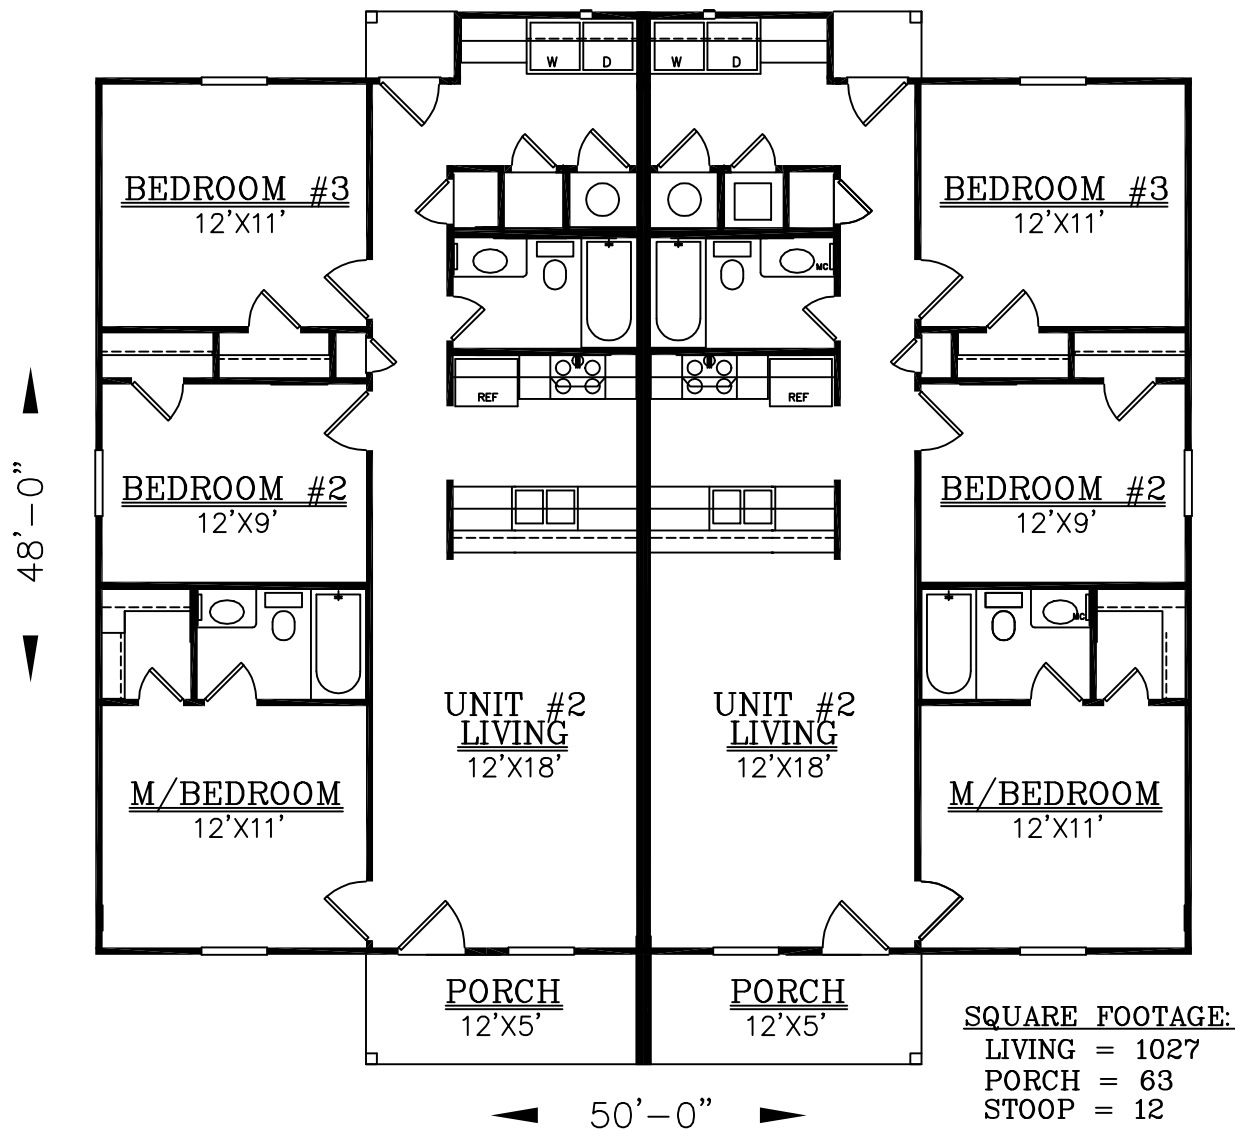 W D W D
BEDROOM #3
12'X11'
BEDROOM #3
12'X11'
MC
REF
REF
BEDROOM #2
12'X9'
BEDROOM #2
12'X9'
48'-0"
MC
UNIT #2
LIVING
12'X18'
UNIT #2
LIVING
12'X18'
M/BEDROOM
12'X11'
M/BEDROOM
12'X11'
PORCH
12'X5'
PORCH
12'X5'
SQUARE FOOTAGE:
LIVING = 1027
PORCH = 63
STOOP = 12
50'-0"